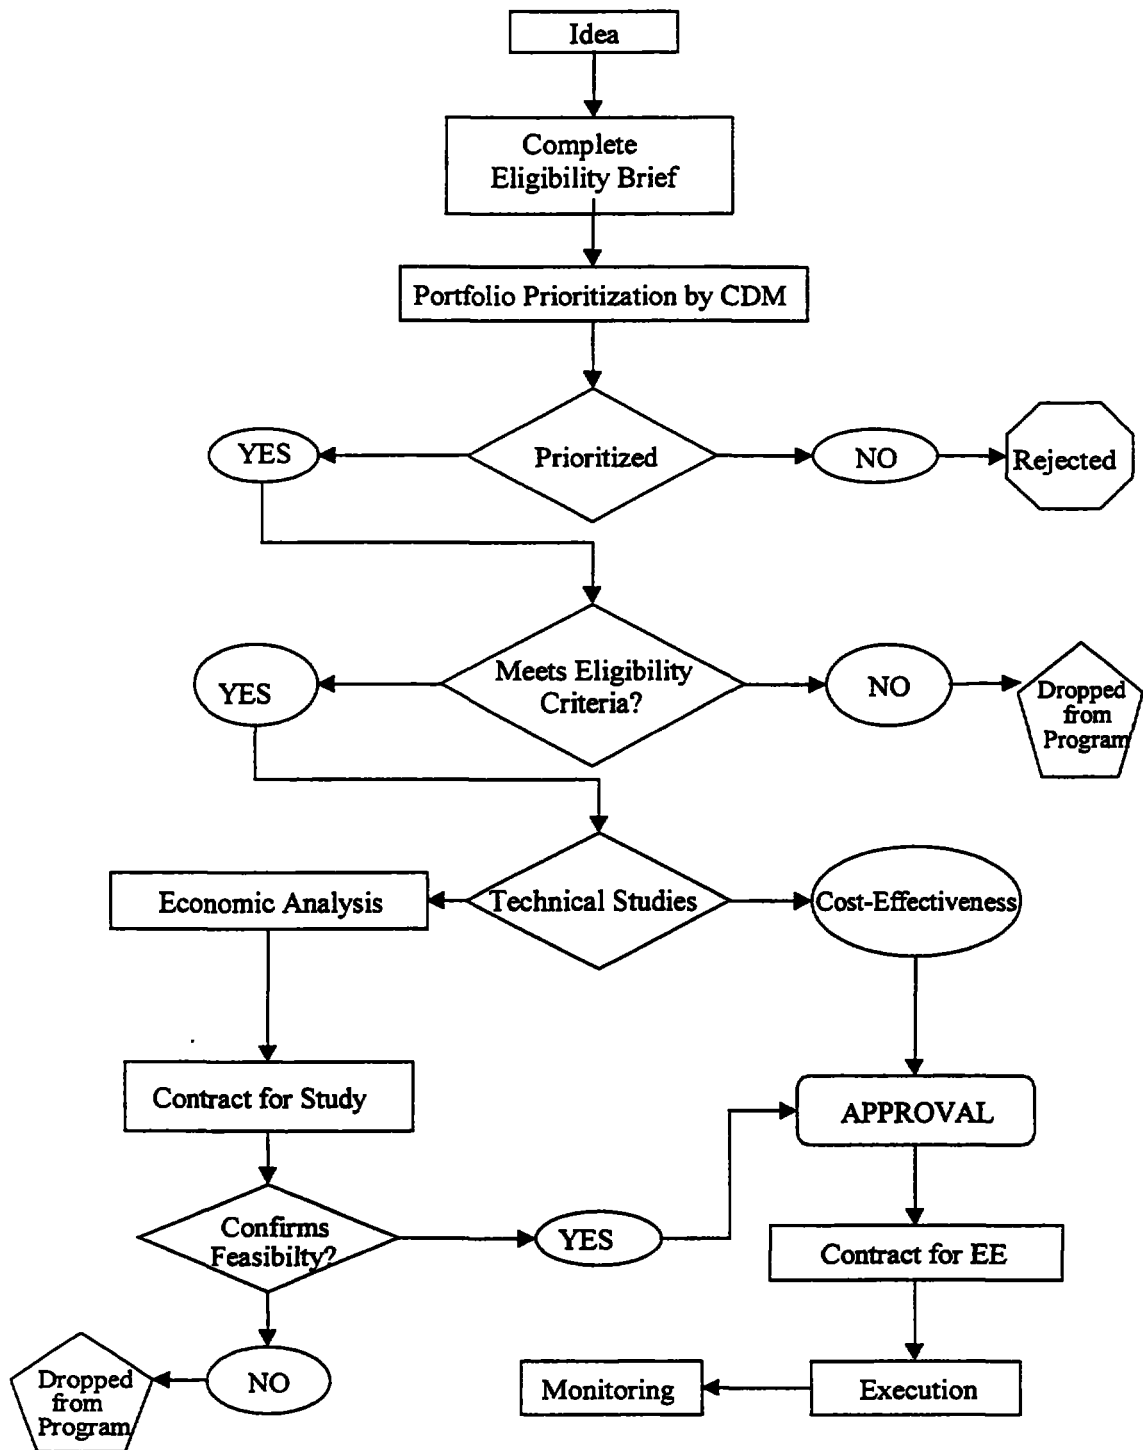 Idea
Complete
Eligibility Brief
Portfolio Prioritization by CDM
YES
Prioritized
NO
Rejected
YES
Meets Eligibility
Criteria?
NO
Dropped
from
Program
Economic Analysis
Technical Studies
Cost-Effectiveness
Contract for Study
APPROVAL
Confirms
Feasibilty?
YES
Contract for EE
Dropped
from
Program
NO
Monitoring
Execution